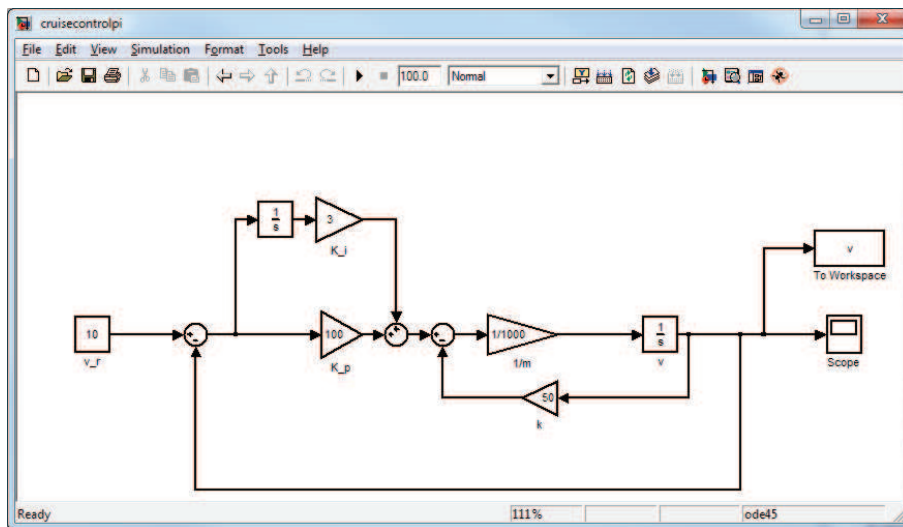 cruisecontrolpi
File Edit View Simulation Format Tools Help
100.0 Normal
1
s
3
K_i
v
To Workspace
10
v_r
100
K_p
1/1000
1/m
1
s
v
Scope
50
k
Ready 111% ode45